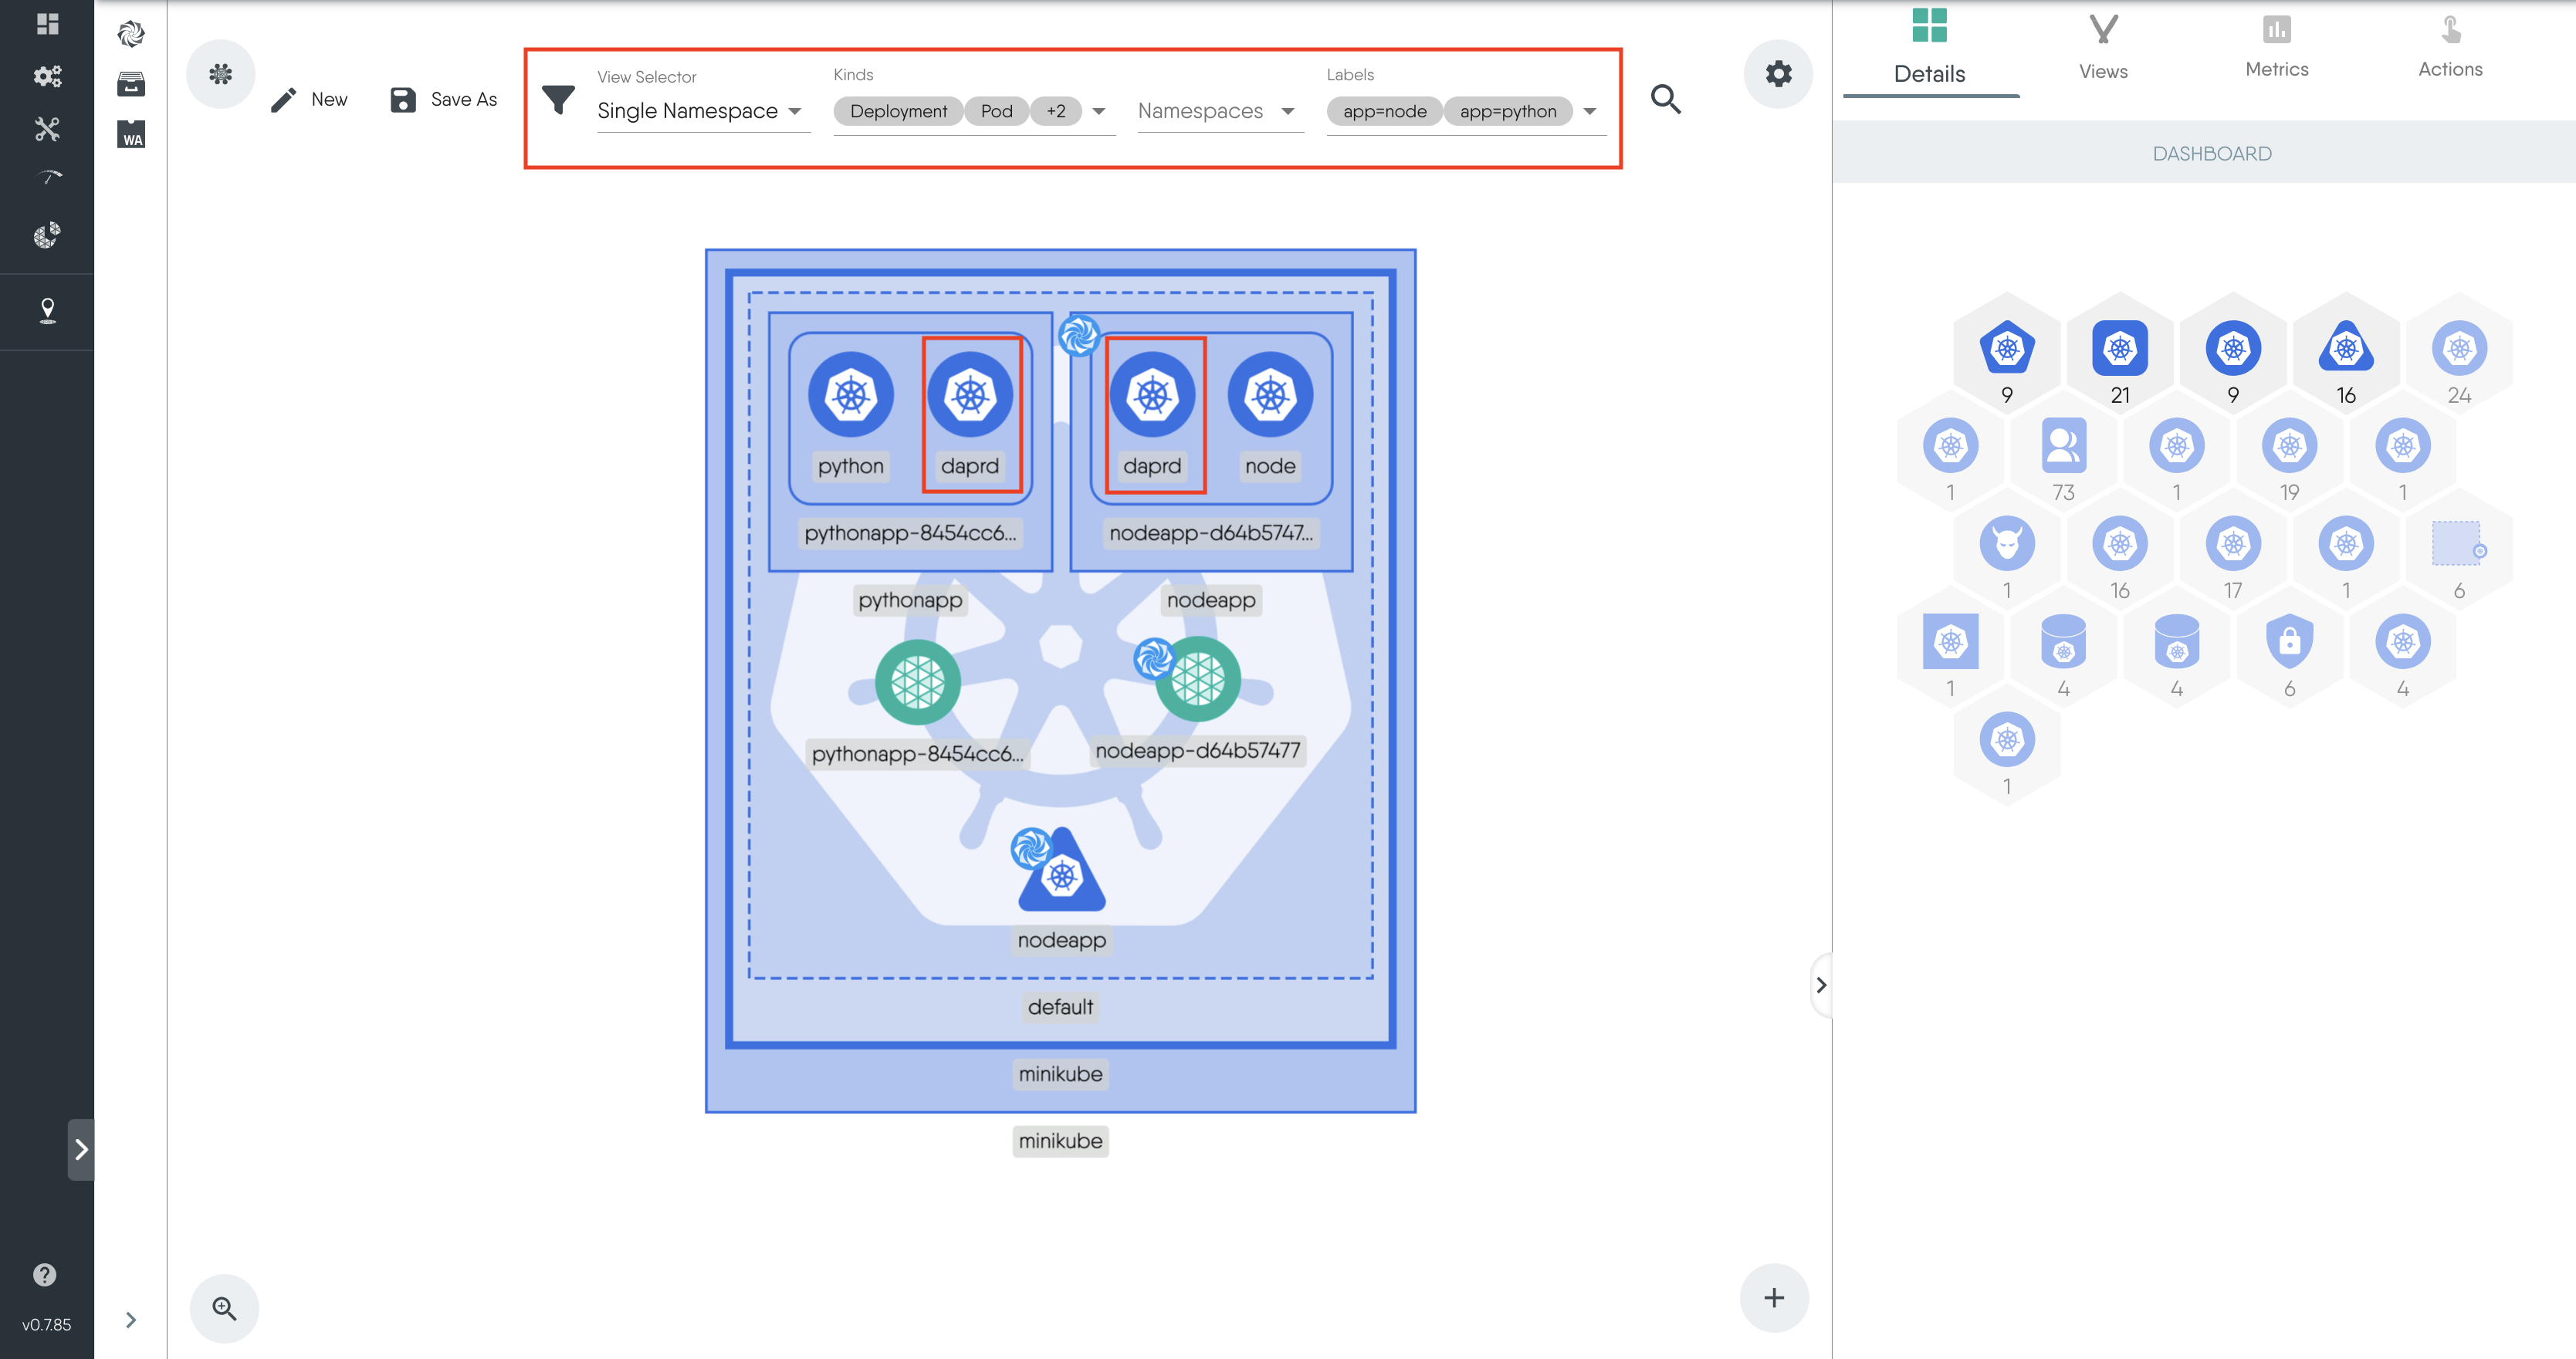 View Selector
Kinds
Labels
New
Save As
Single Namespace
Deployment Pod +2
Namespaces
app=node app=python
WA
Details
Views
Metrics
Actions
DASHBOARD
python
daprd
daprd
node
pythonapp-8454cc6...
nodeapp-d64b5747...
pythonapp
nodeapp
pythonapp-8454cc6...
nodeapp-d64b57477
nodeapp
default
minikube
minikube
9 21 9 16 24
1 73 1 19 1
1 16 17 1 6
1 4 4 6 4
1
v0.7.85